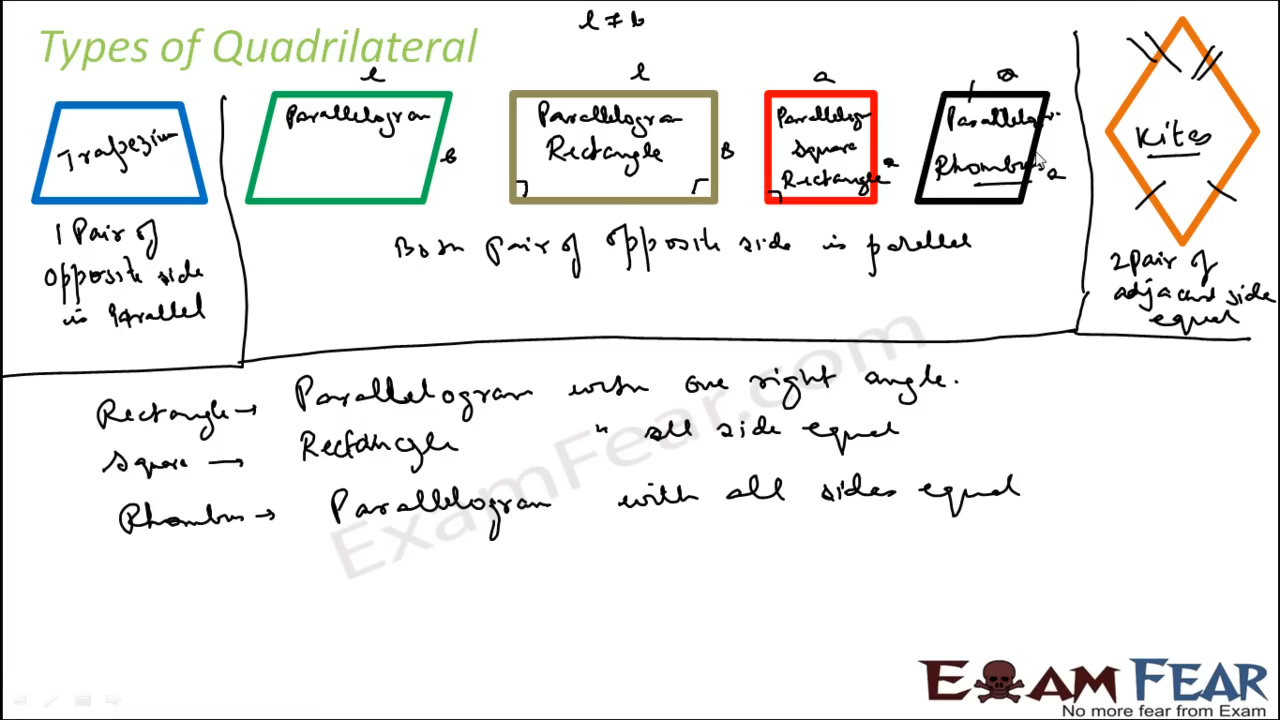 l ≠ b
Types of Quadrilateral
l
l
a
a
Trapezium
Parallelogram
b
Parallelogram
Rectangle
B
Parallelogr
Square
Rectangle
a
Parallelogr.
Rhombus
a
Kites
1 Pair of
opposite side
is parallel
Both pair of opposite side is parallel
2 pair of
adjacent side
equal
Rectangle → Parallelogram with one right angle.
Square → Rectangle " all side equal
Rhombus → Parallelogram with all sides equal
ExamFear.com
EXAM FEAR
No more fear from Exam